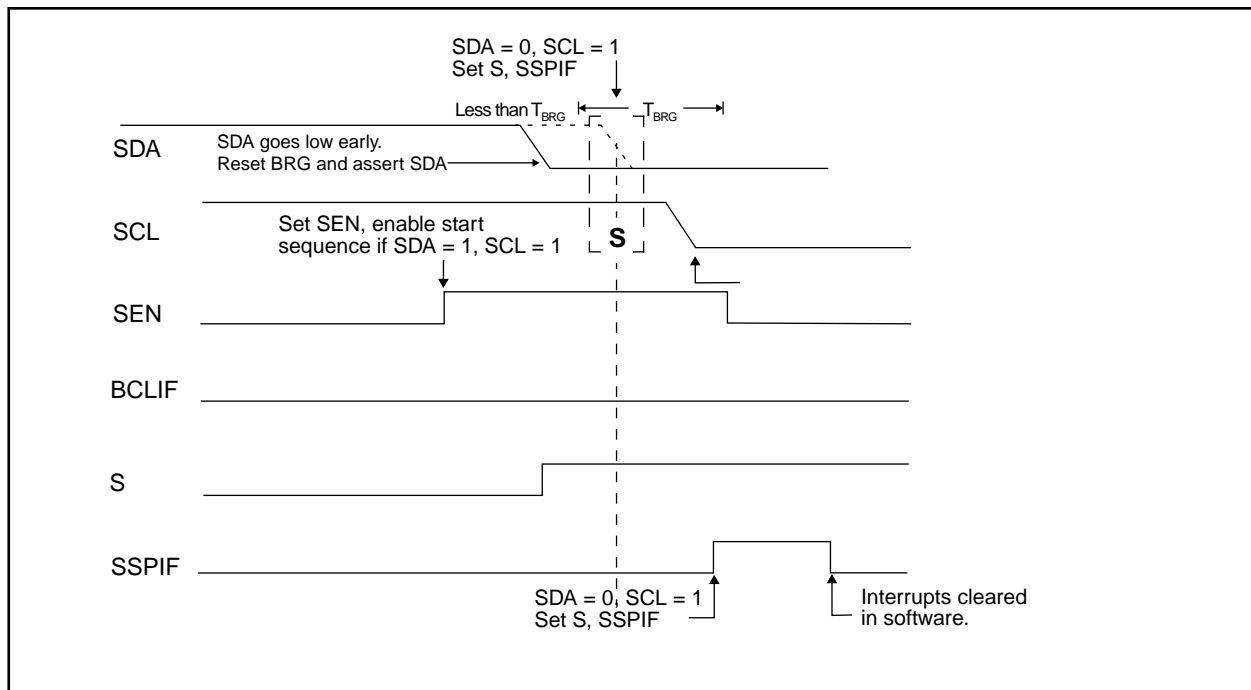 SDA = 0, SCL = 1
Set S, SSPIF
Less than TBRG
TBRG
SDA
SDA goes low early.
Reset BRG and assert SDA
SCL
Set SEN, enable start
sequence if SDA = 1, SCL = 1
S
SEN
BCLIF
S
SSPIF
SDA = 0, SCL = 1
Set S, SSPIF
Interrupts cleared
in software.